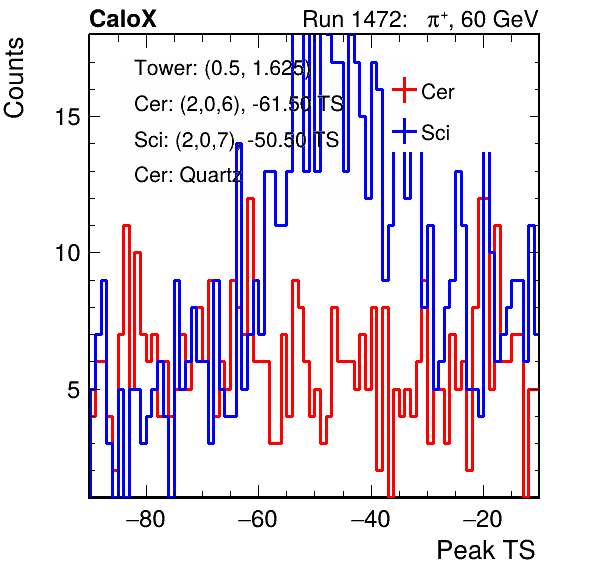 CaloX Run 1472: π⁺, 60 GeV
Counts
Tower: (0.5, 1.625)
Cer: (2,0,6), -61.50 TS
Sci: (2,0,7), -50.50 TS
Cer: Quartz
Cer
Sci
15
10
5
−80 −60 −40 −20
Peak TS